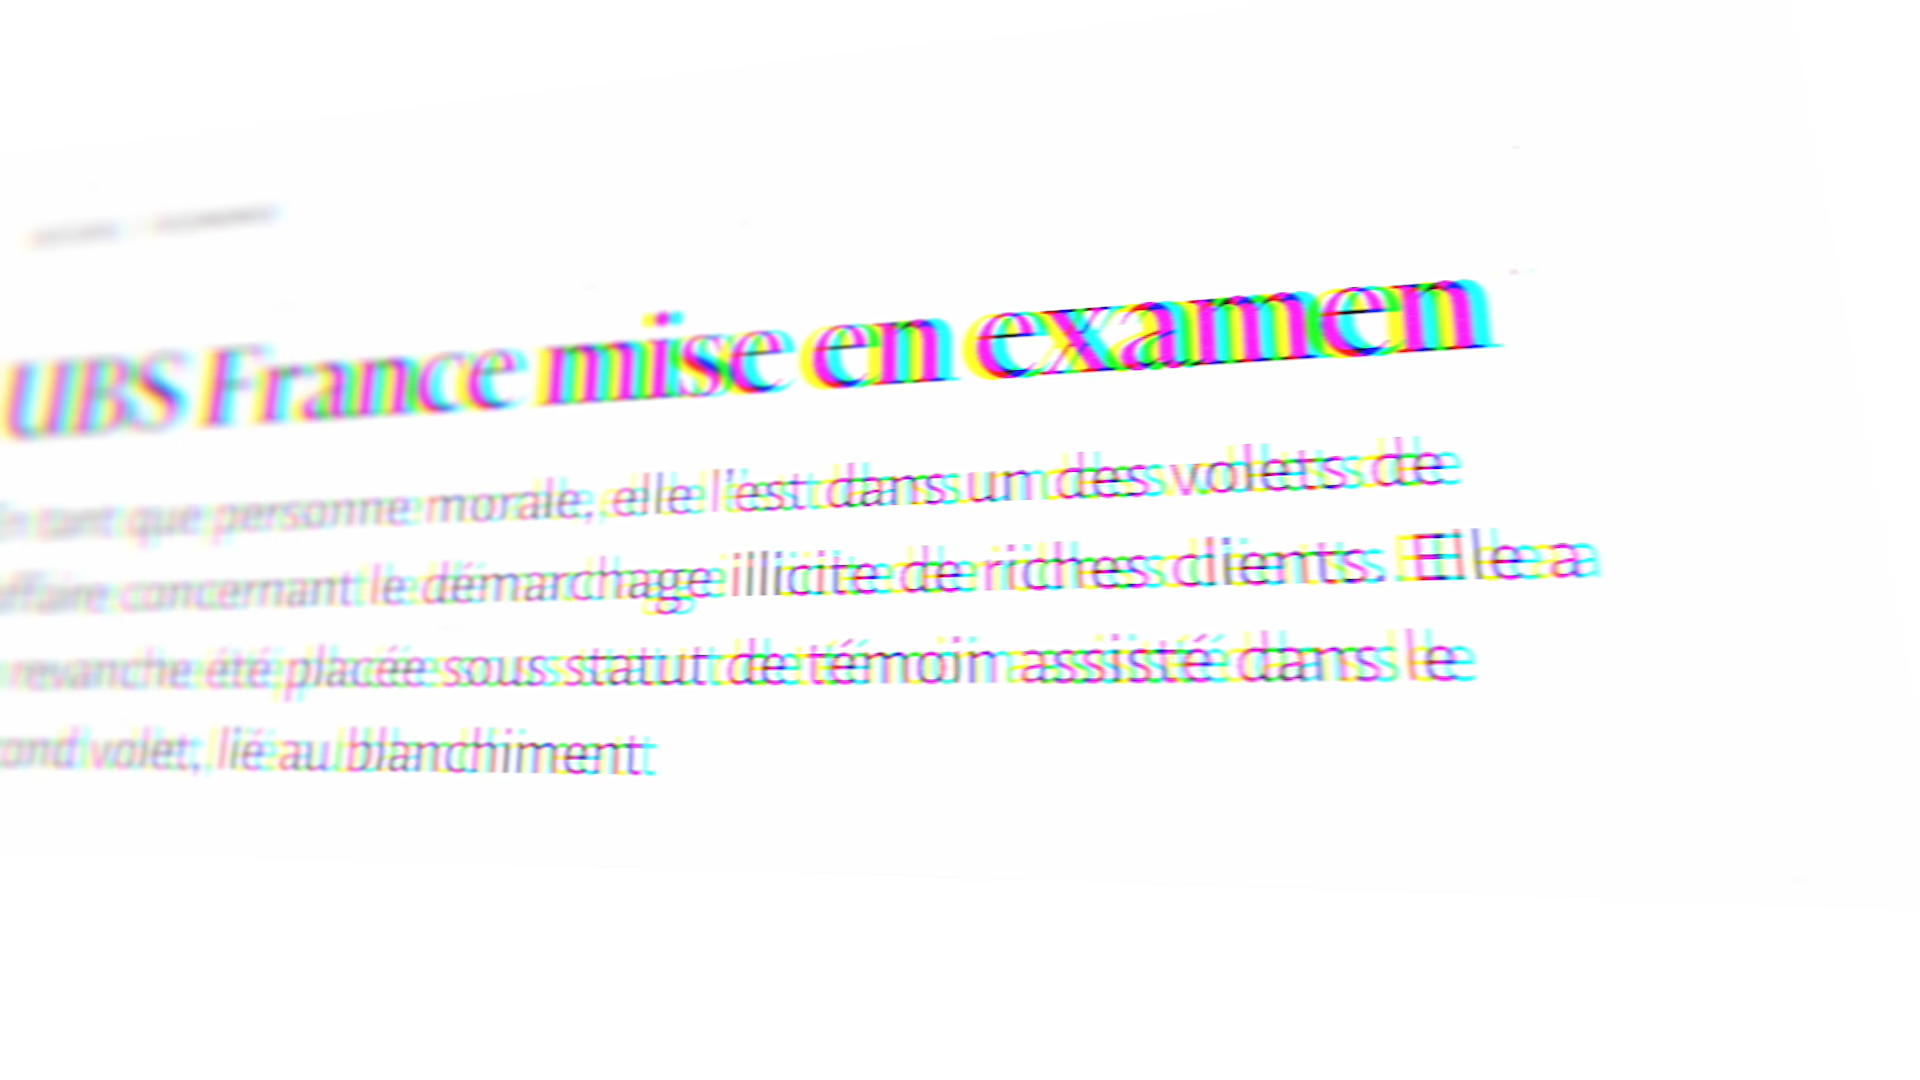 UBS France mise en examen
En tant que personne morale, elle l'est dans un des volets de
affaire concernant le démarchage illicite de riches clients. Elle a
revanche été placée sous statut de témoin assisté dans le
cond volet, lié au blanchiment